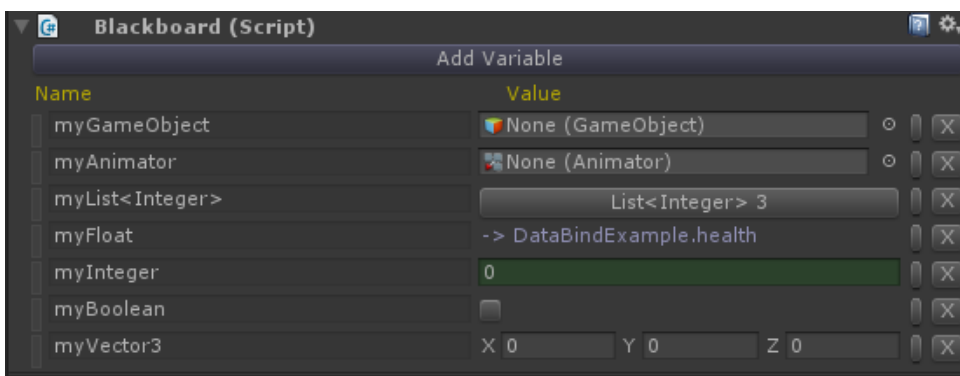 Blackboard (Script)
Add Variable
Name Value
myGameObject None (GameObject) X
myAnimator None (Animator) X
myList<Integer> List<Integer> 3 X
myFloat -> DataBindExample.health X
myInteger 0 X
myBoolean X
myVector3 X 0 Y 0 Z 0 X